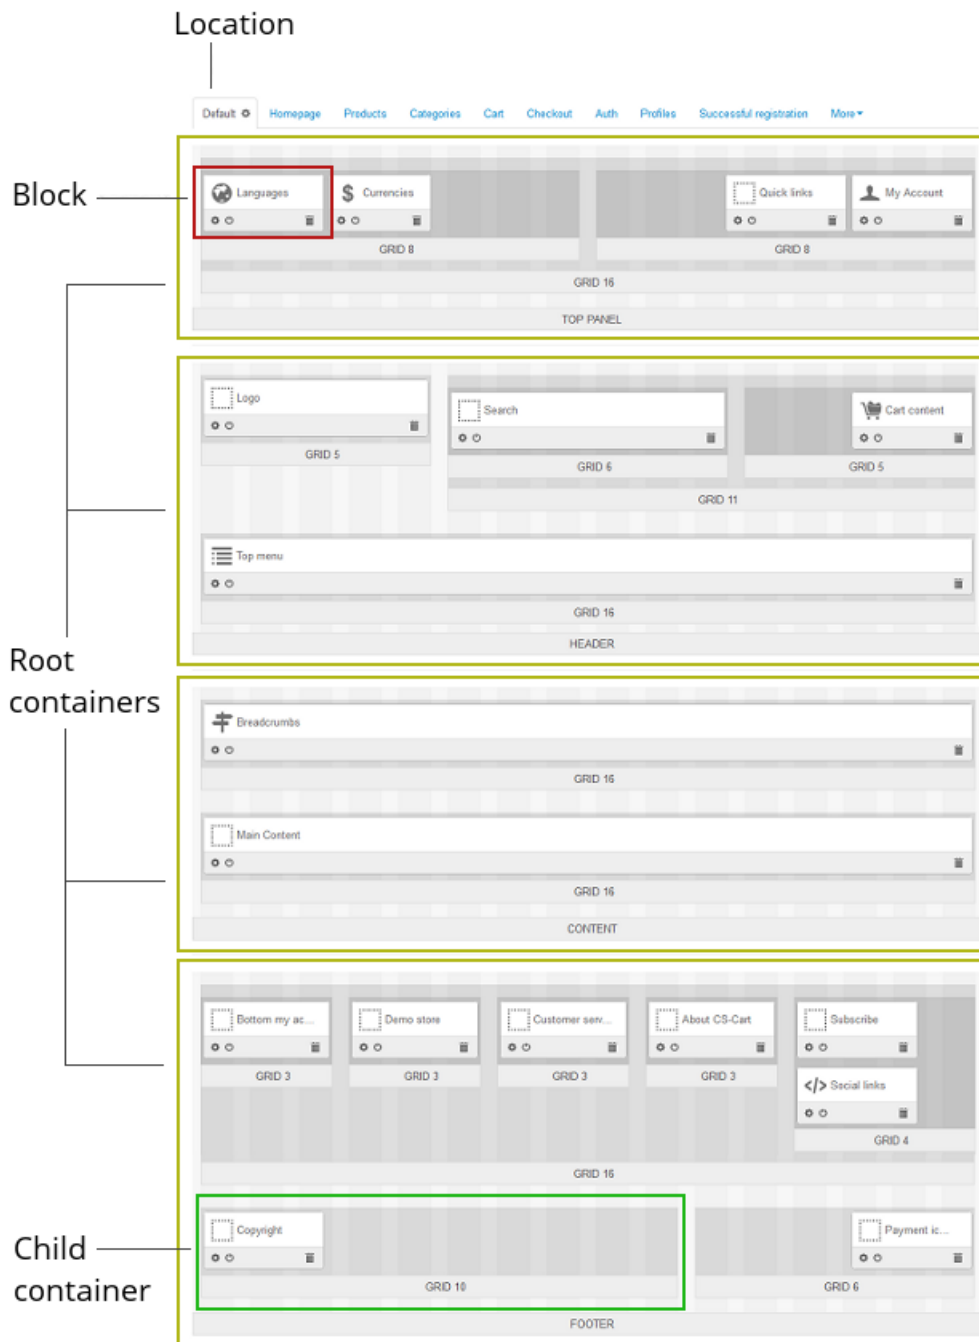 Location
Default Homepage Products Categories Cart Checkout Auth Profiles Successful registration More
Block
Languages Currencies Quick links My Account
GRID 8 GRID 8
GRID 16
TOP PANEL
Logo Search Cart content
GRID 5 GRID 6 GRID 5
GRID 11
Top menu
GRID 16
HEADER
Root
containers
Breadcrumbs
GRID 16
Main Content
GRID 16
CONTENT
Bottom my ac... Demo store Customer serv... About CS-Cart Subscribe
GRID 3 GRID 3 GRID 3 GRID 3
Social links
GRID 4
GRID 16
Child
container
Copyright Payment ic...
GRID 10 GRID 6
FOOTER